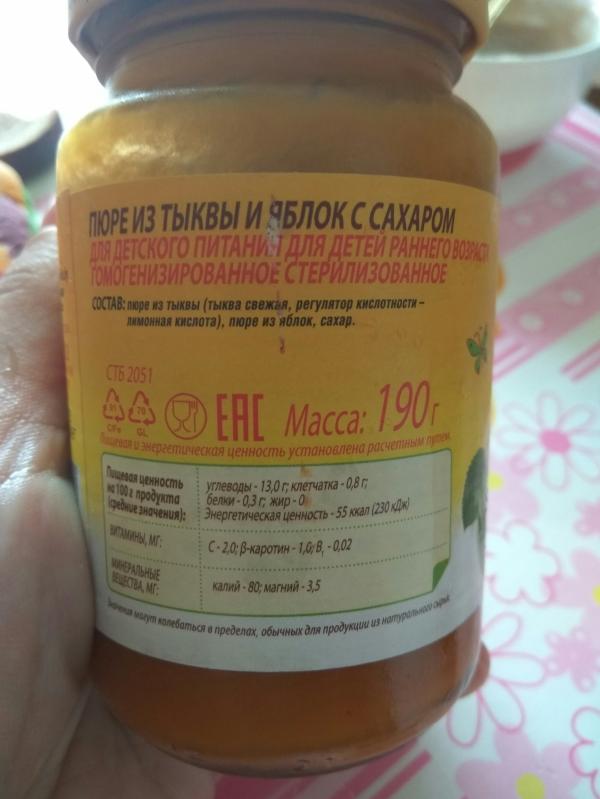 ПЮРЕ ИЗ ТЫКВЫ И ЯБЛОК С САХАРОМ
ДЛЯ ДЕТСКОГО ПИТАНИЯ ДЛЯ ДЕТЕЙ РАННЕГО ВОЗРАСТА
ГОМОГЕНИЗИРОВАННОЕ СТЕРИЛИЗОВАННОЕ
СОСТАВ: пюре из тыквы (тыква свежая, регулятор кислотности –
лимонная кислота), пюре из яблок, сахар.
СТБ 2051
91 70
C/Fe GL
ЕАС Масса: 190 г
Пищевая и энергетическая ценность установлена расчетным путем.
Пищевая ценность
на 100 г продукта
(средние значения):
углеводы - 13,0 г; клетчатка - 0,8 г;
белки - 0,3 г; жир - 0
Энергетическая ценность - 55 ккал (230 кДж)
ВИТАМИНЫ, МГ:
С - 2,0; β-каротин - 1,0; В₁ - 0,02
МИНЕРАЛЬНЫЕ
ВЕЩЕСТВА, МГ:
калий - 80; магний - 3,5
Значения могут колебаться в пределах, обычных для продукции из натурального сырья.